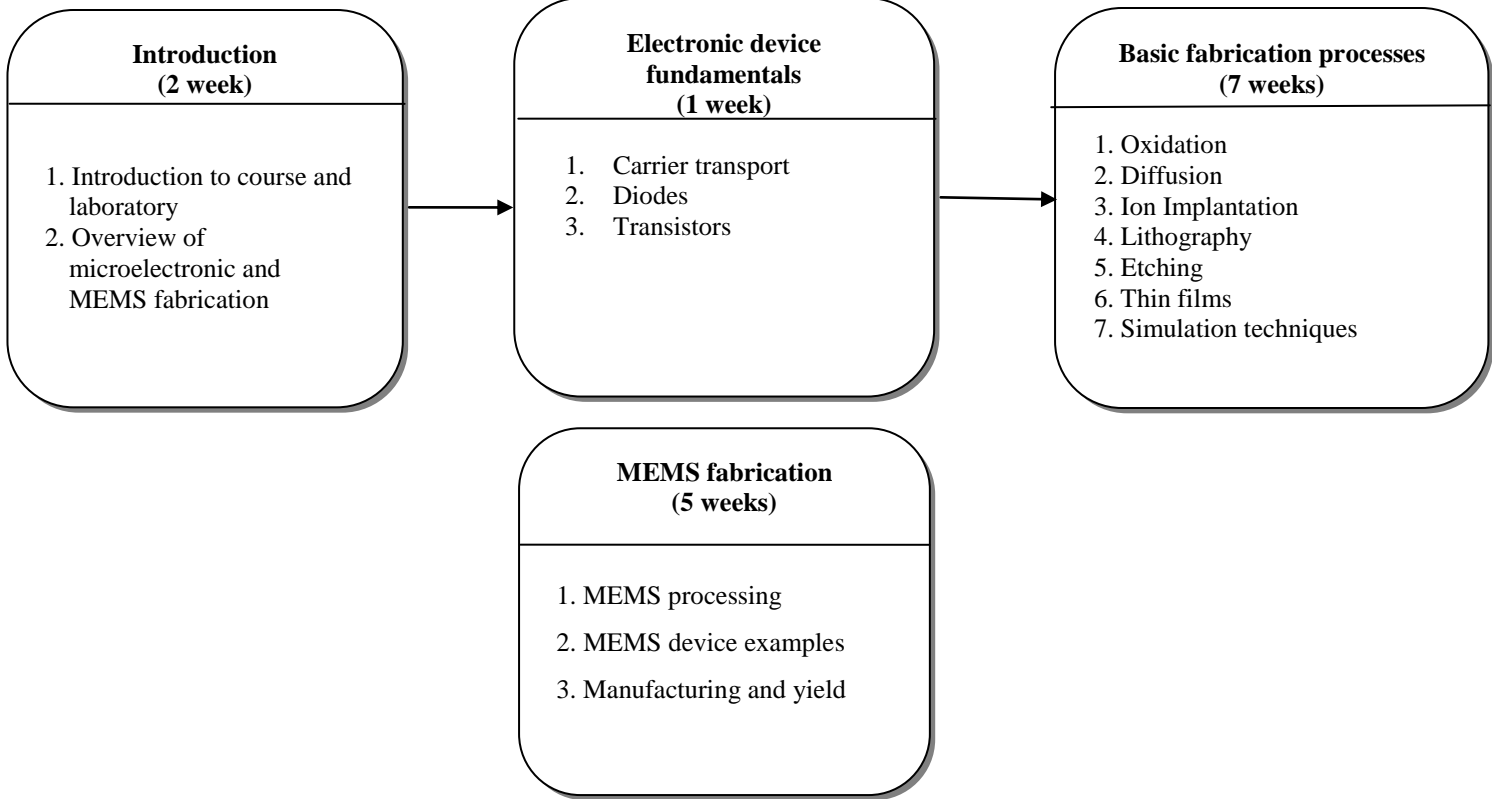 Introduction
(2 week)
1. Introduction to course and
laboratory
2. Overview of
microelectronic and
MEMS fabrication
Electronic device
fundamentals
(1 week)
1. Carrier transport
2. Diodes
3. Transistors
Basic fabrication processes
(7 weeks)
1. Oxidation
2. Diffusion
3. Ion Implantation
4. Lithography
5. Etching
6. Thin films
7. Simulation techniques
MEMS fabrication
(5 weeks)
1. MEMS processing
2. MEMS device examples
3. Manufacturing and yield